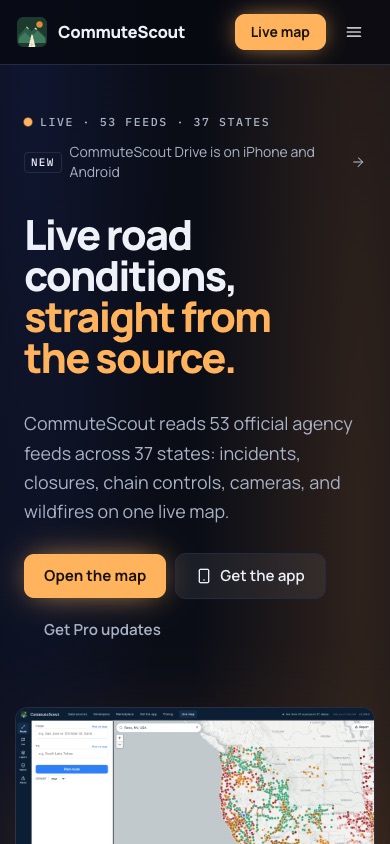 CommuteScout
Live map
LIVE · 53 FEEDS · 37 STATES
NEW
CommuteScout Drive is on iPhone and
Android
Live road
conditions,
straight from
the source.
CommuteScout reads 53 official agency
feeds across 37 states: incidents,
closures, chain controls, cameras, and
wildfires on one live map.
Open the map
Get the app
Get Pro updates
CommuteScout